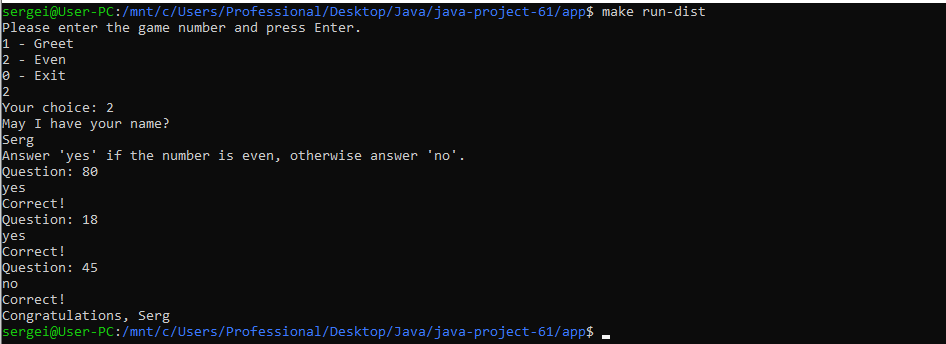 sergei@User-PC:/mnt/c/Users/Professional/Desktop/Java/java-project-61/app$ make run-dist
Please enter the game number and press Enter.
1 - Greet
2 - Even
0 - Exit
2
Your choice: 2
May I have your name?
Serg
Answer 'yes' if the number is even, otherwise answer 'no'.
Question: 80
yes
Correct!
Question: 18
yes
Correct!
Question: 45
no
Correct!
Congratulations, Serg
sergei@User-PC:/mnt/c/Users/Professional/Desktop/Java/java-project-61/app$